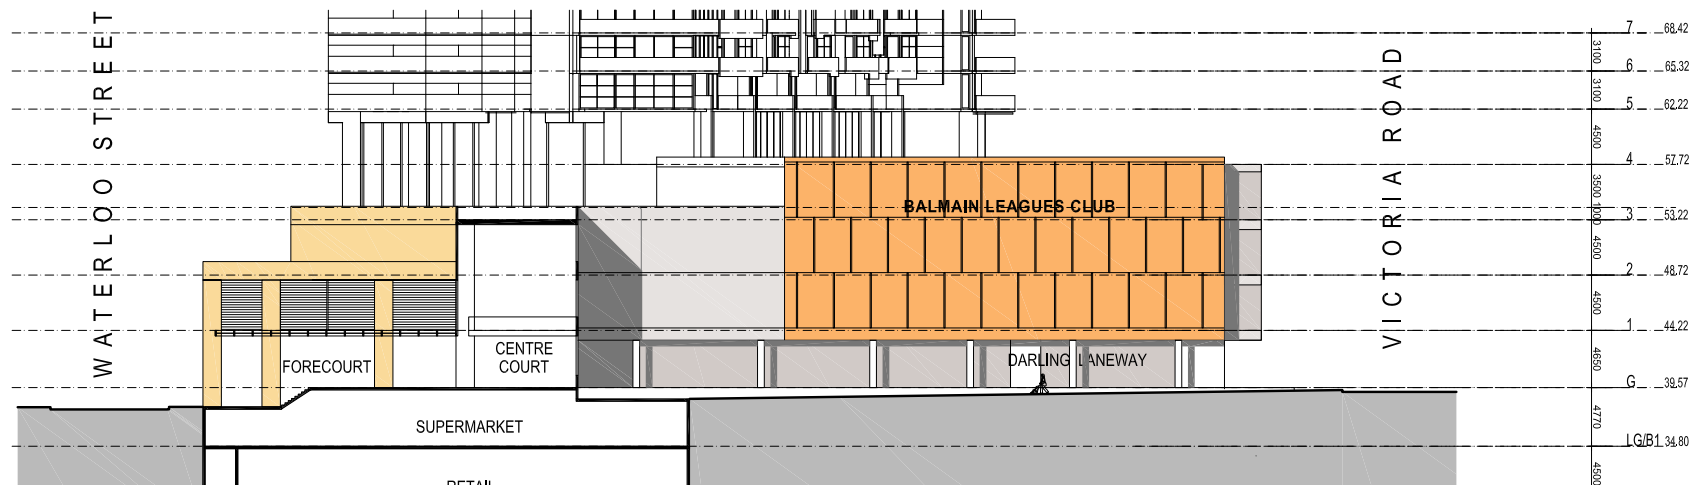 WATERLOO STREET
VICTORIA ROAD
7 68.42
3100
6 65.32
3100
5 62.22
4500
4 57.72
3500
1000
3 53.22
4500
2 48.72
4500
1 44.22
4650
G 39.57
4770
LG/B1 34.80
4500
BALMAIN LEAGUES CLUB
FORECOURT
CENTRE
COURT
DARLING LANEWAY
SUPERMARKET
RETAIL